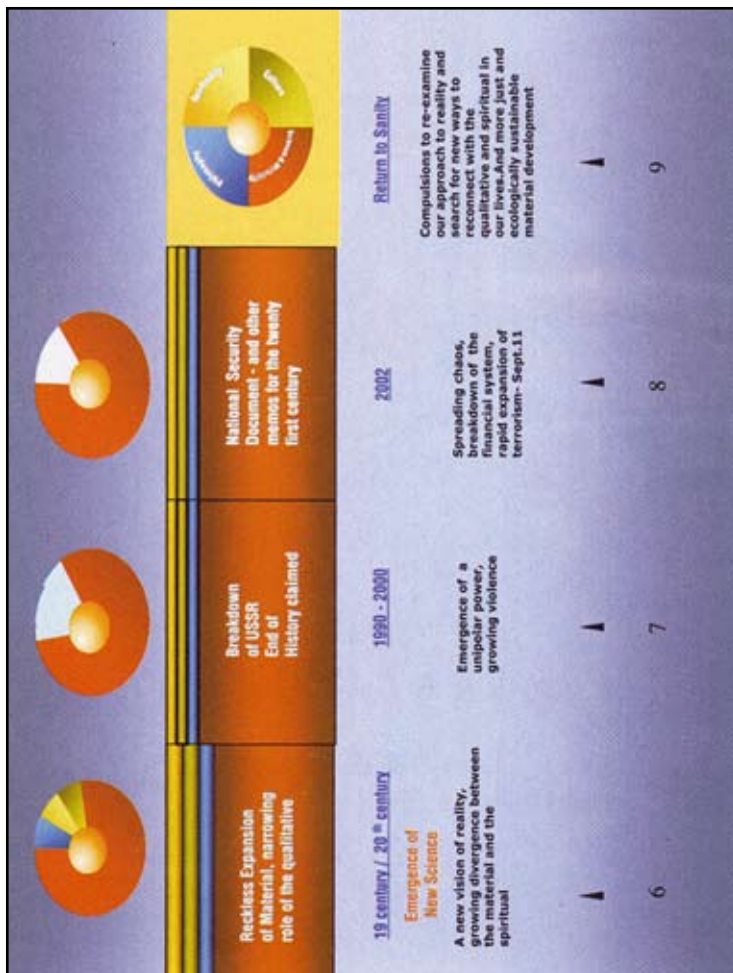 Reckless Expansion
of Material, narrowing
role of the qualitative
Breakdown
of USSR
End of
History claimed
National Security
Document - and other
memos for the twenty
first century
19 century / 20 th century
Emergence of
New Science
A new vision of reality,
growing divergence between
the material and the
spiritual
1990 - 2000
Emergence of a
unipolar power,
growing violence
2002
Spreading chaos,
breakdown of the
financial system,
rapid expansion of
terrorism- Sept.11
Return to Sanity
Compulsions to re-examine
our approach to reality and
search for new ways to
reconnect with the
qualitative and spiritual in
our lives.And more just and
ecologically sustainable
material development
6
7
8
9